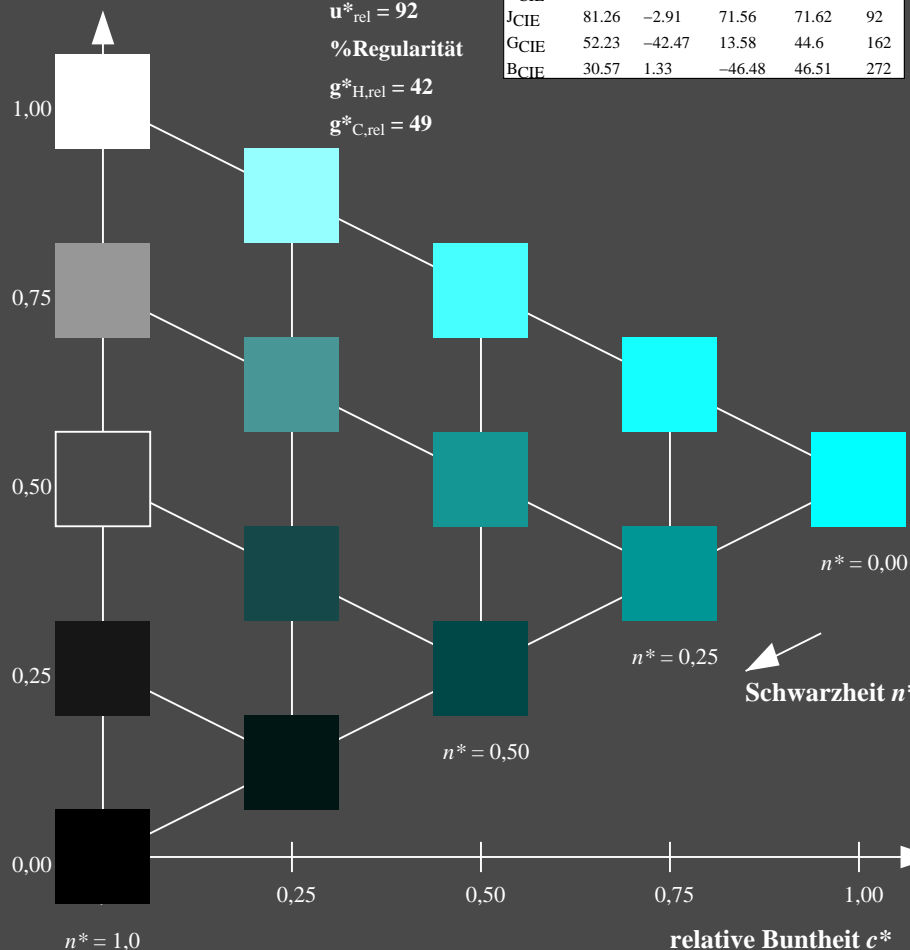 u*rel = 92
%Regularität
g*H,rel = 42
g*C,rel = 49
JCIE 81.26 −2.91 71.56 71.62 92
GCIE 52.23 −42.47 13.58 44.6 162
BCIE 30.57 1.33 −46.48 46.51 272
1,00
0,75
0,50
n* = 0,00
n* = 0,25
0,25
Schwarzheit n*
n* = 0,50
0,00
0,25 0,50 0,75 1,00
n* = 1,0
relative Buntheit c*